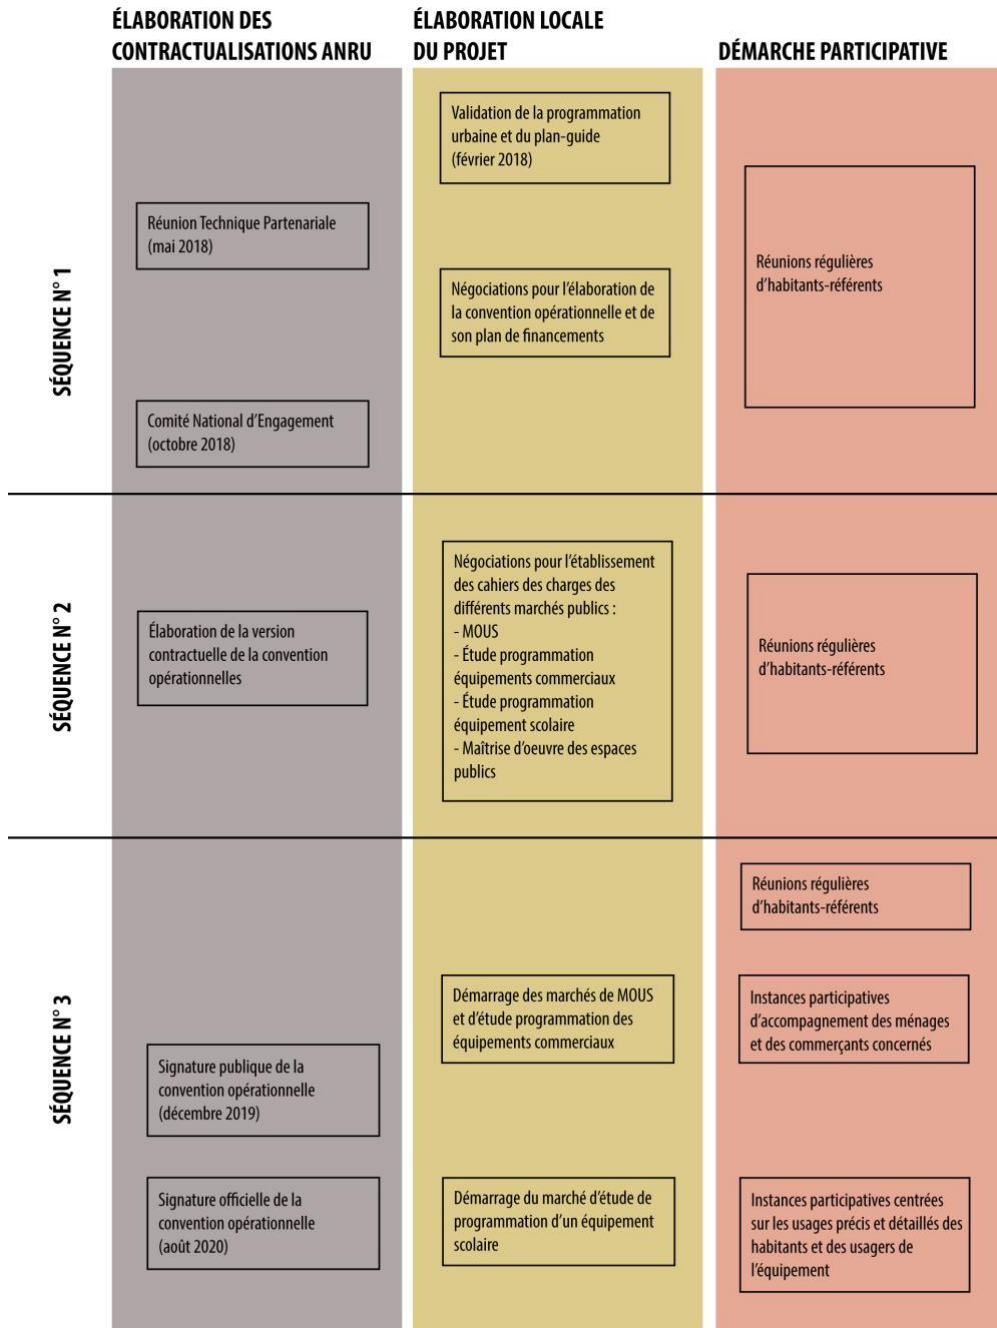 ÉLABORATION DES
CONTRACTUALISATIONS ANRU
ÉLABORATION LOCALE
DU PROJET
DÉMARCHE PARTICIPATIVE
SÉQUENCE N° 1
Réunion Technique Partenariale
(mai 2018)
Comité National d'Engagement
(octobre 2018)
Validation de la programmation
urbaine et du plan-guide
(février 2018)
Négociations pour l'élaboration de
la convention opérationnelle et de
son plan de financements
Réunions régulières
d'habitants-référents
SÉQUENCE N° 2
Élaboration de la version
contractuelle de la convention
opérationnelles
Négociations pour l'établissement
des cahiers des charges des
différents marchés publics :
- MOUS
- Étude programmation
équipements commerciaux
- Étude programmation
équipement scolaire
- Maîtrise d'oeuvre des espaces
publics
Réunions régulières
d'habitants-référents
SÉQUENCE N° 3
Signature publique de la
convention opérationnelle
(décembre 2019)
Signature officielle de la
convention opérationnelle
(août 2020)
Démarrage des marchés de MOUS
et d'étude programmation des
équipements commerciaux
Démarrage du marché d'étude de
programmation d'un équipement
scolaire
Réunions régulières
d'habitants-référents
Instances participatives
d'accompagnement des ménages
et des commerçants concernés
Instances participatives centrées
sur les usages précis et détaillés des
habitants et des usagers de
l'équipement